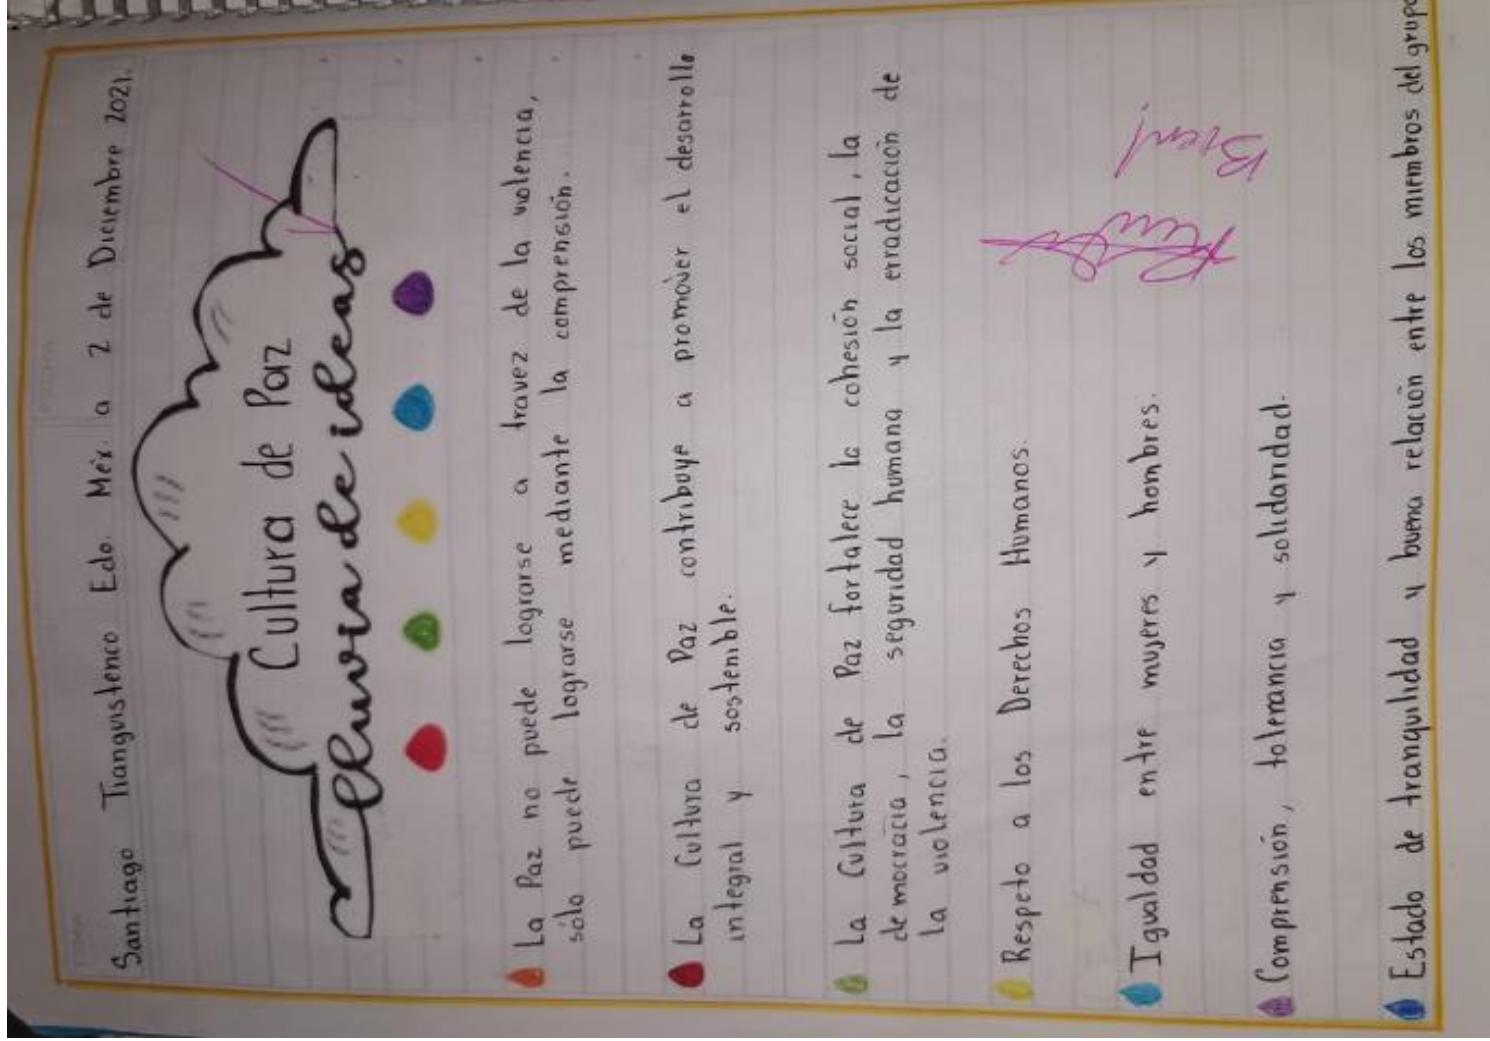 Santiago Tianguistenco Edo. Méx. a 2 de Diciembre 2021.
Cultura de Paz
lluvia de ideas
La Paz no puede lograrse a travez de la violencia,
sólo puede lograrse mediante la comprensión.
La Cultura de Paz contribuye a promover el desarrollo
integral y sostenible.
La Cultura de Paz fortalece la cohesión social, la
democracia, la seguridad humana y la erradicación de
la violencia.
Respeto a los Derechos Humanos.
Igualdad entre mujeres y hombres.
Bien!
Comprensión, tolerancia y solidaridad.
Estado de tranquilidad y buena relación entre los miembros del grupo